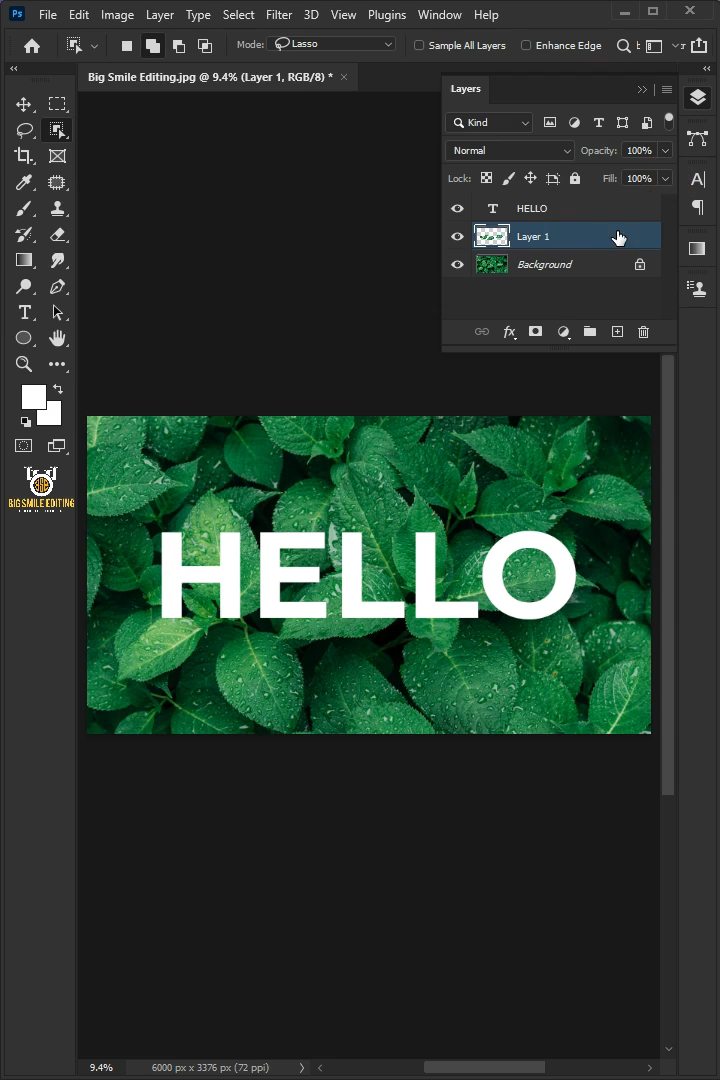 Ps File Edit Image Layer Type Select Filter 3D View Plugins Window Help
Mode: Lasso Sample All Layers Enhance Edge
Big Smile Editing.jpg @ 9.4% (Layer 1, RGB/8) * ×
Layers
Kind
Normal Opacity: 100%
Lock: Fill: 100%
T HELLO
Layer 1
Background
fx
BIG SMILE EDITING
HELLO
9.4% 6000 px x 3376 px (72 ppi)